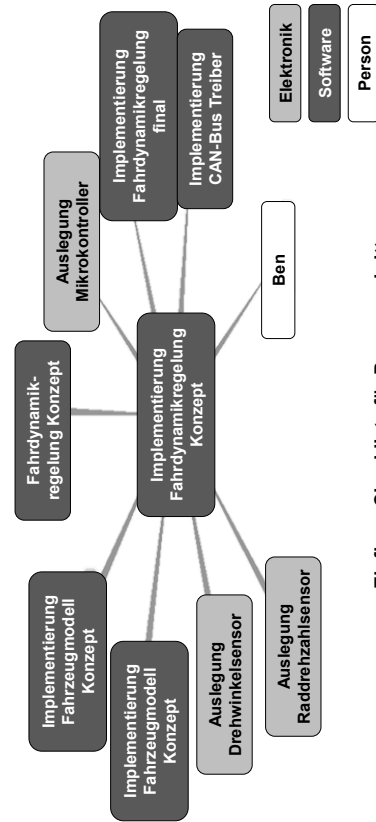 Fahrdynamik-
regelung Konzept
Implementierung
Fahrzeugmodell
Konzept
Auslegung
Mikrokontroller
Implementierung
Fahrdynamikregelung
final
Implementierung
Fahrzeugmodell
Konzept
Implementierung
Fahrdynamikregelung
Konzept
Implementierung
CAN-Bus Treiber
Auslegung
Drehwinkelsensor
Auslegung
Raddrehzahlsensor
Ben
Elektronik
Software
Person